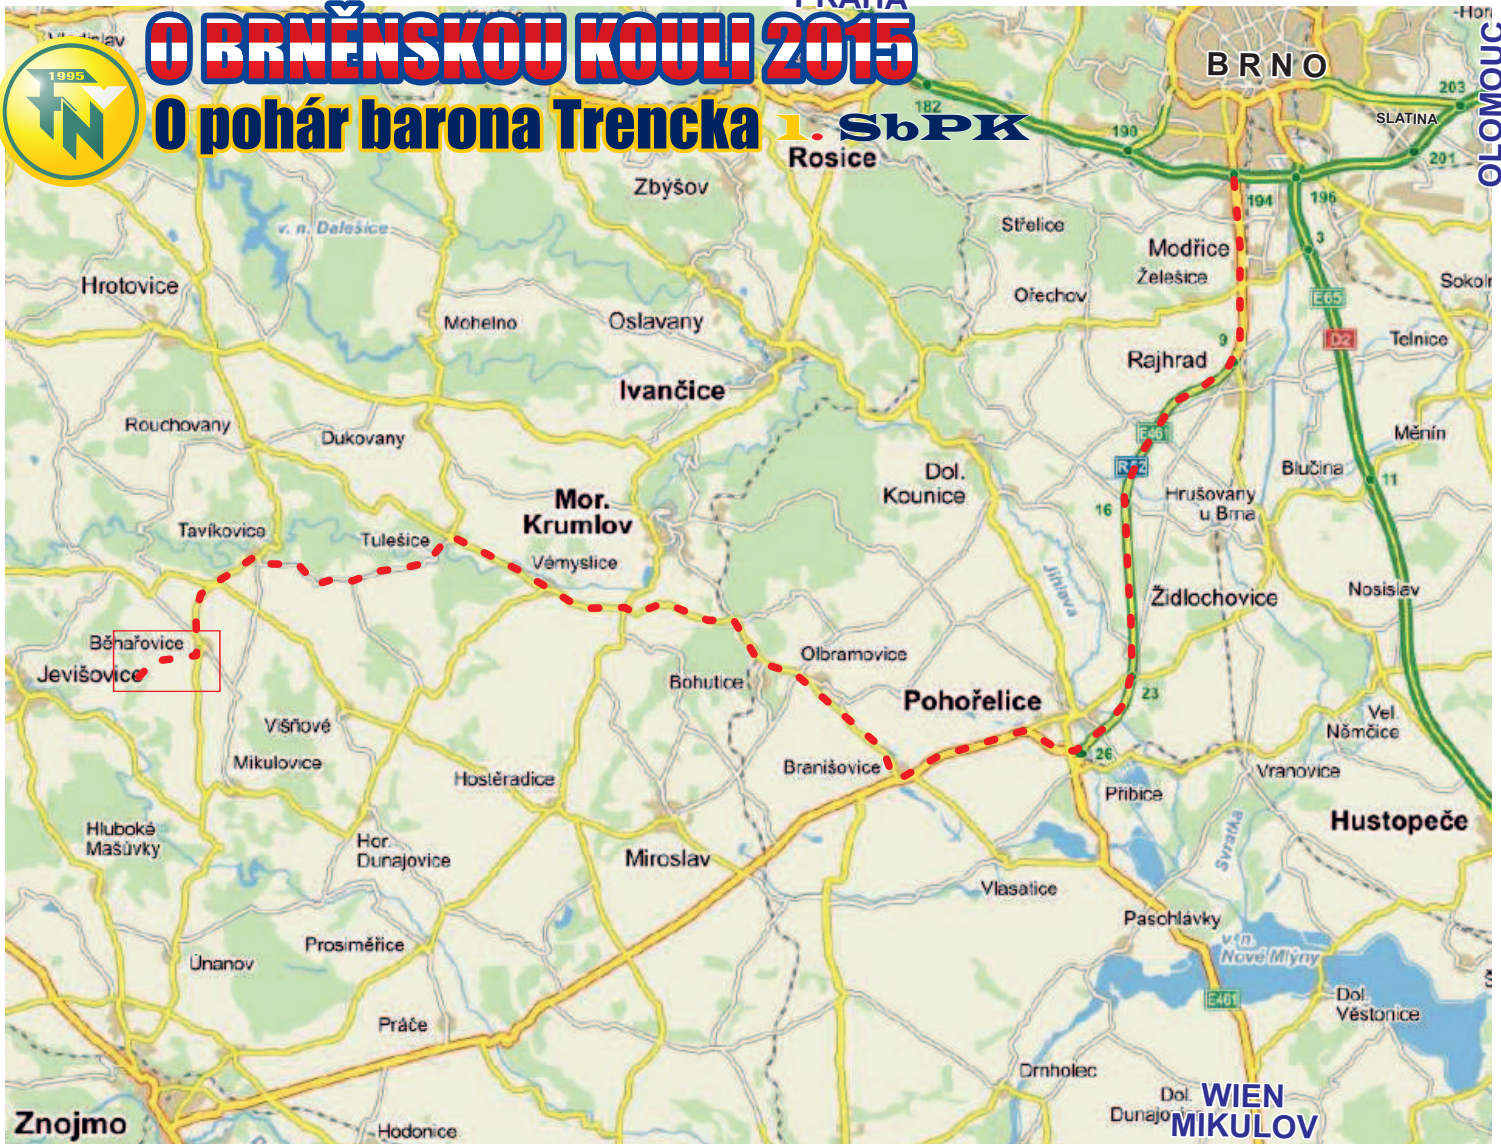 PRAHA
O BRNĚNSKOU KOULI 2015
1995
FNV
O pohár barona Trencka 1. SbPK
BRNO
OLOMOUC
203
182
190
SLATINA
201
Rosice
Zbýšov
194
196
v. n. Dalešice
Střelice
3
Modřice
Želešice
Hrotovice
Ořechov
E65
Mohelno
Oslavany
D2
Telnice
9
Rajhrad
Ivančice
Rouchovany
Dukovany
E461
Měnín
R52
Blučina
11
Dol.
Kounice
Mor.
Krumlov
Hrušovany
u Brna
16
Tavíkovice
Tulešice
Vémyslice
Jihlava
Židlochovice
Nosislav
Běhařovice
Jevišovice
Olbramovice
Bohutice
Pohořelice
23
Višňové
Vel.
Němčice
Mikulovice
Hostěradice
Branišovice
26
Vranovice
Přibice
Hluboké
Mašůvky
Hor.
Dunajovice
Miroslav
Svratka
Hustopeče
Vlasatice
Pasohlávky
Prosiměřice
v. n.
Nové Mlýny
Únanov
E461
Dol.
Věstonice
Práče
Drnholec
Dol.
WIEN
MIKULOV
Znojmo
Hodonice